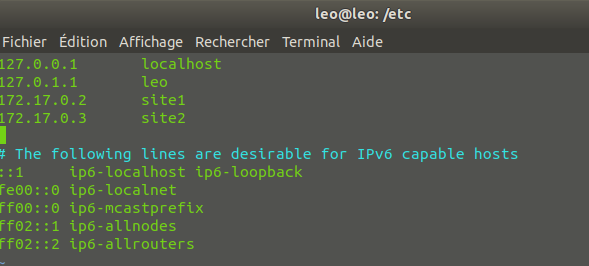 leo@leo: /etc
Fichier Édition Affichage Rechercher Terminal Aide
127.0.0.1 localhost
127.0.1.1 leo
172.17.0.2 site1
172.17.0.3 site2
# The following lines are desirable for IPv6 capable hosts
::1 ip6-localhost ip6-loopback
fe00::0 ip6-localnet
ff00::0 ip6-mcastprefix
ff02::1 ip6-allnodes
ff02::2 ip6-allrouters
~